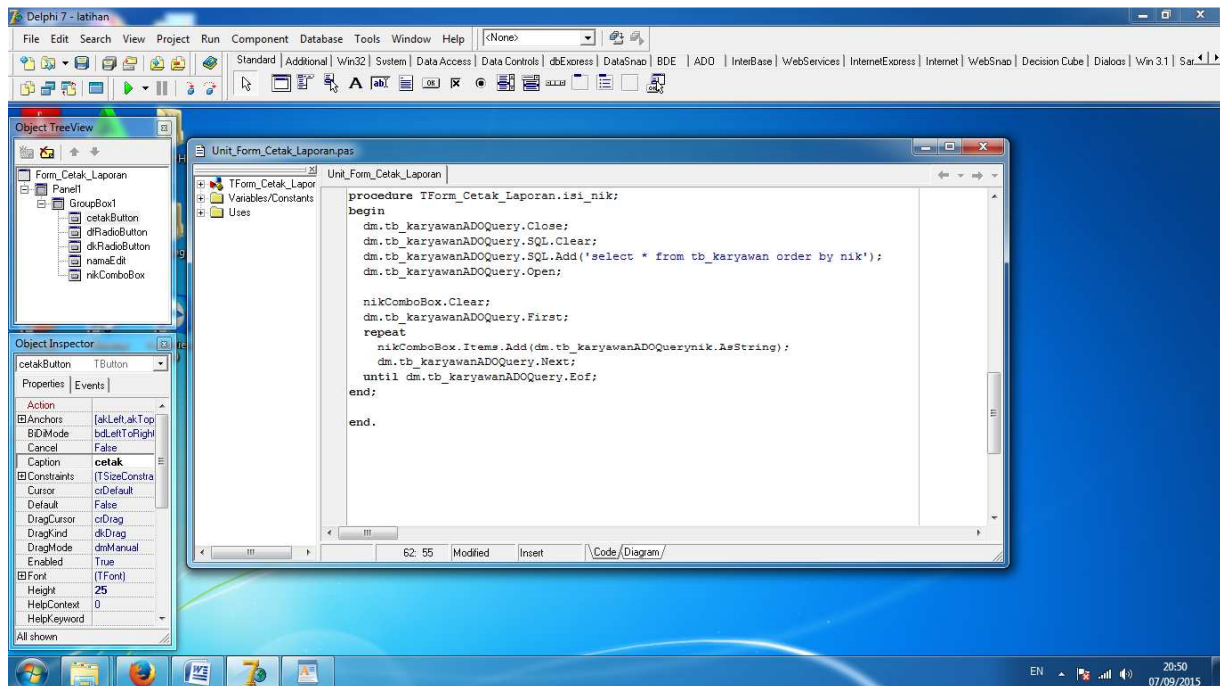 Delphi 7 - latihan
File Edit Search View Project Run Component Database Tools Window Help <None>
Standard Additional Win32 System Data Access Data Controls dbExpress DataSnap BDE ADO InterBase WebServices InternetExpress Internet WebSnap Decision Cube Dialogs Win 3.1
Object TreeView
Form_Cetak_Laporan
Panel1
GroupBox1
cetakButton
dfRadioButton
dkRadioButton
namaEdit
nikComboBox
Object Inspector
cetakButton TButton
Properties Events
Action
Anchors [akLeft,akTop
BiDiMode bdLeftToRight
Cancel False
Caption cetak
Constraints (TSizeConstra
Cursor crDefault
Default False
DragCursor crDrag
DragKind dkDrag
DragMode dmManual
Enabled True
Font (TFont)
Height 25
HelpContext 0
HelpKeyword
All shown
Unit_Form_Cetak_Laporan.pas
TForm_Cetak_Lapor
Variables/Constants
Uses
Unit_Form_Cetak_Laporan
procedure TForm_Cetak_Laporan.isi_nik;
begin
dm.tb_karyawanADOQuery.Close;
dm.tb_karyawanADOQuery.SQL.Clear;
dm.tb_karyawanADOQuery.SQL.Add('select * from tb_karyawan order by nik');
dm.tb_karyawanADOQuery.Open;
nikComboBox.Clear;
dm.tb_karyawanADOQuery.First;
repeat
nikComboBox.Items.Add(dm.tb_karyawanADOQuerynik.AsString);
dm.tb_karyawanADOQuery.Next;
until dm.tb_karyawanADOQuery.Eof;
end;
end.
62: 55 Modified Insert Code Diagram
EN 20:50
07/09/2015